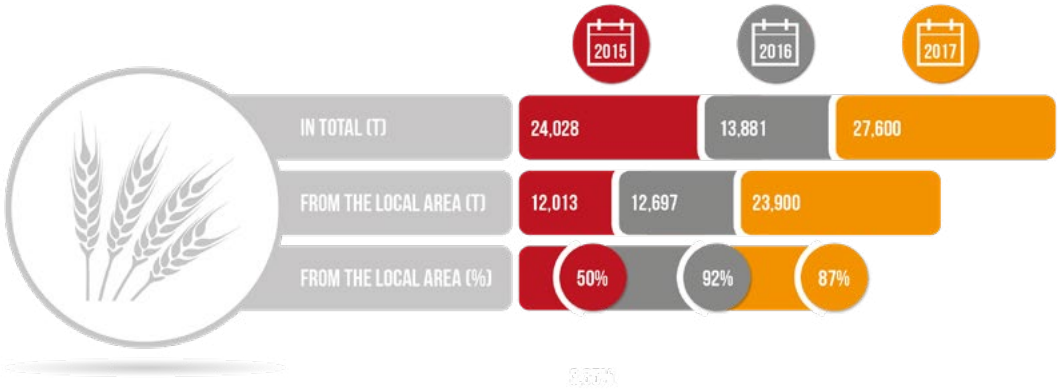 2015 2016 2017
IN TOTAL (T) 24,028 13,881 27,600
FROM THE LOCAL AREA (T) 12,013 12,697 23,900
FROM THE LOCAL AREA (%) 50% 92% 87%